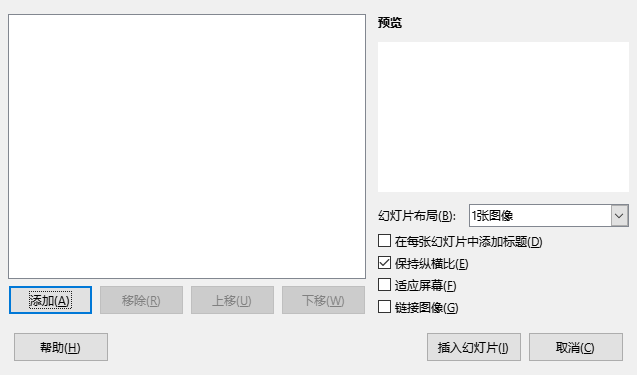 预览
幻灯片布局(B): 1张图像
在每张幻灯片中添加标题(D)
保持纵横比(E)
适应屏幕(F)
链接图像(G)
添加(A) 移除(R) 上移(U) 下移(W)
帮助(H) 插入幻灯片(I) 取消(C)